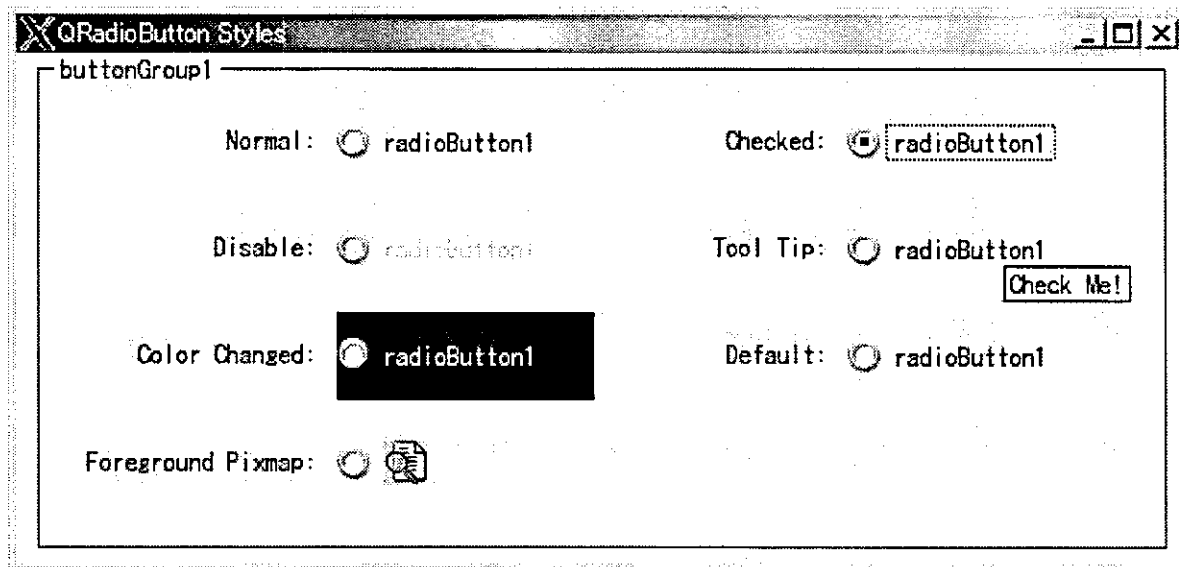 QRadioButton Styles
buttonGroup1
Normal: radioButton1 Checked: radioButton1
Disable: radioButton1 Tool Tip: radioButton1
Check Me!
Color Changed: radioButton1 Default: radioButton1
Foreground Pixmap: